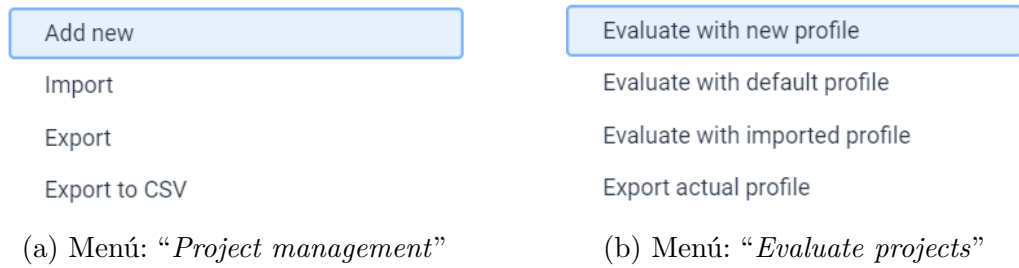 Add new
Import
Export
Export to CSV
(a) Menú: “Project management”
Evaluate with new profile
Evaluate with default profile
Evaluate with imported profile
Export actual profile
(b) Menú: “Evaluate projects”